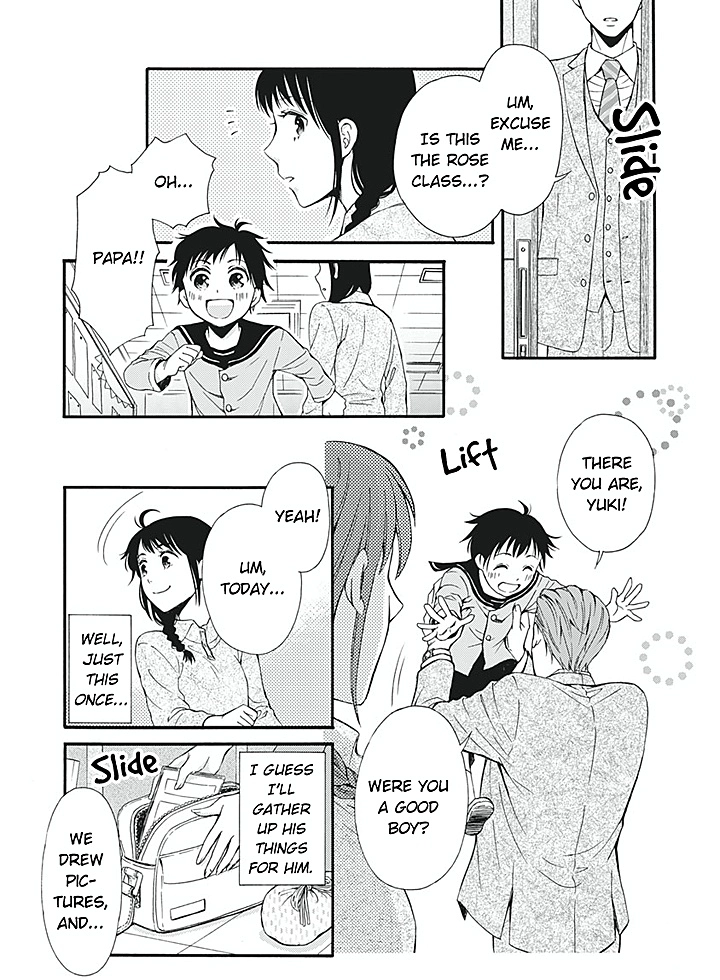 Slide
UM,
EXCUSE
ME...
IS THIS
THE ROSE
CLASS...?
OH...
PAPA!!
Lift
THERE
YOU ARE,
YUKI!
WERE YOU
A GOOD
BOY?
YEAH!
UM,
TODAY...
WELL,
JUST
THIS
ONCE...
I GUESS
I'LL
GATHER
UP HIS
THINGS
FOR HIM.
Slide
WE
DREW
PIC-
TURES,
AND...